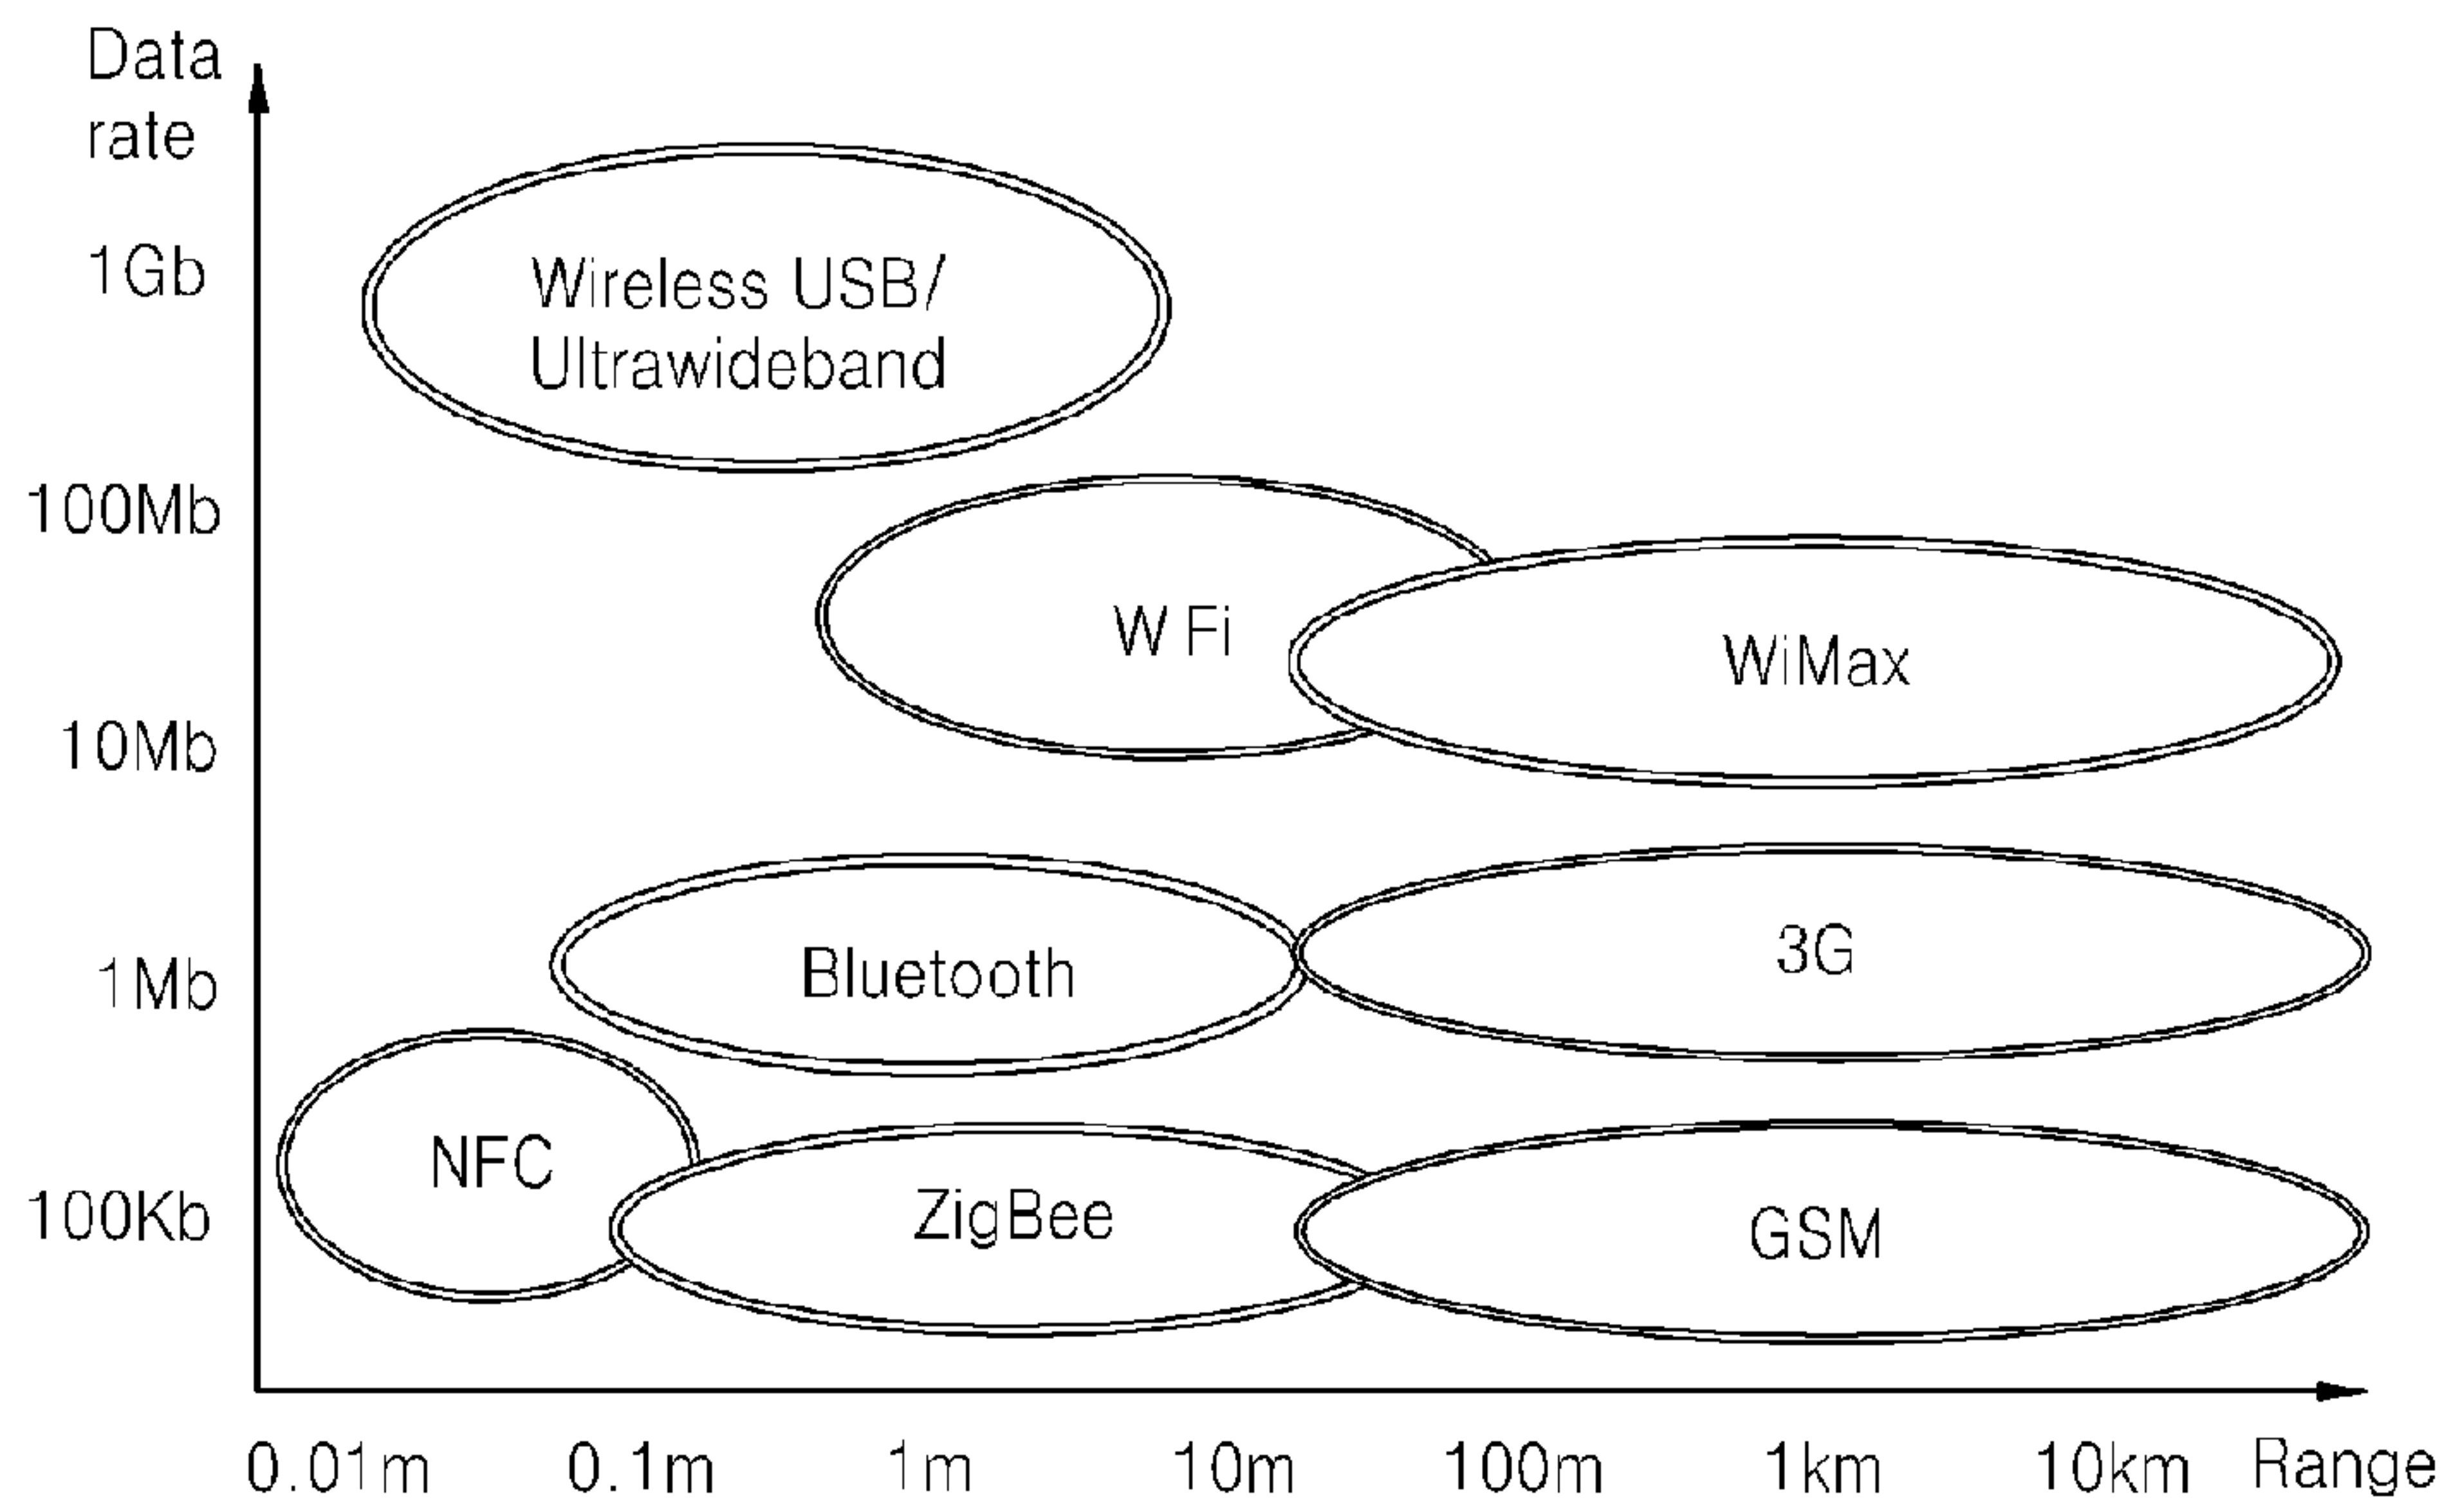 Data
rate
1Gb
Wireless USB/
Ultrawideband
100Mb
W Fi
WiMax
10Mb
3G
Bluetooth
1Mb
NFC
100Kb
ZigBee
GSM
0.01m 0.1m 1m 10m 100m 1km 10km Range